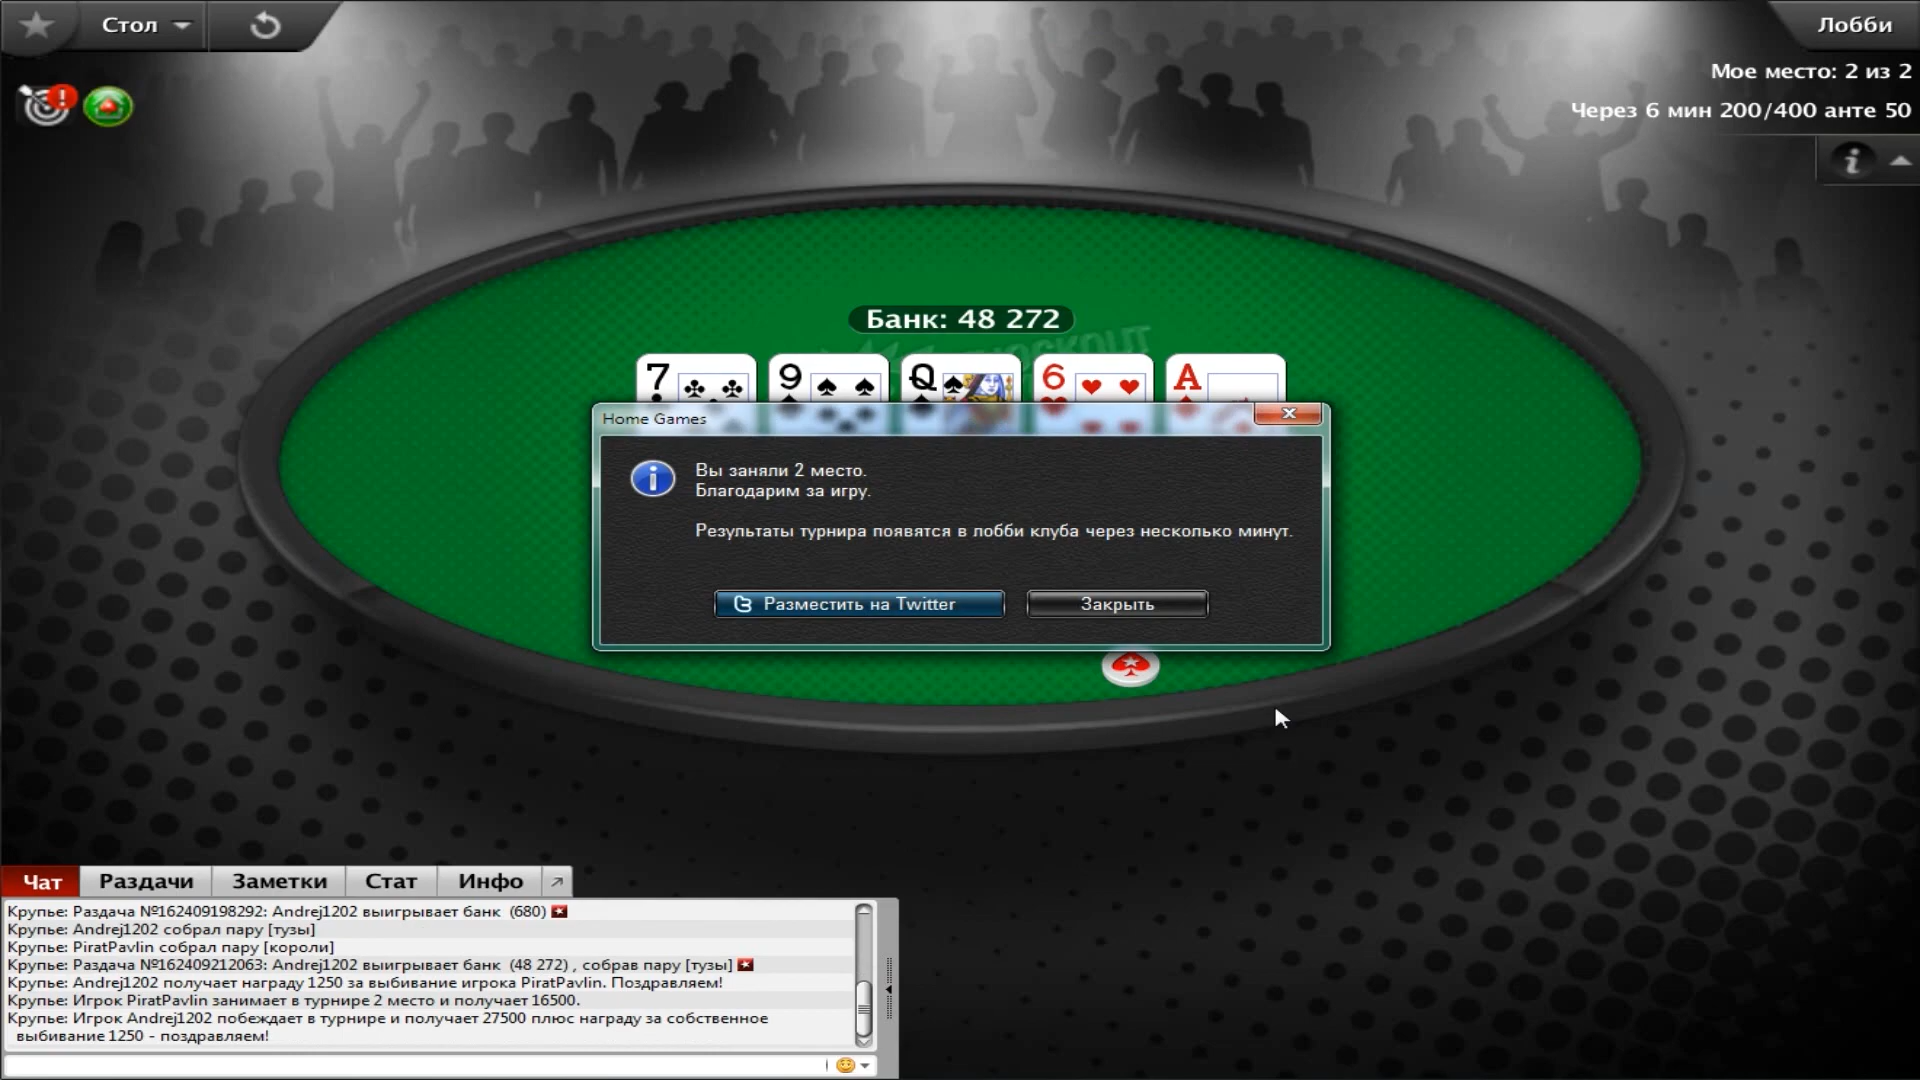 Стол
Лобби
Мое место: 2 из 2
Через 6 мин 200/400 анте 50
Банк: 48 272
7
9
Q
6
A
Home Games
Вы заняли 2 место.
Благодарим за игру.
Результаты турнира появятся в лобби клуба через несколько минут.
Разместить на Twitter
Закрыть
Чат Раздачи Заметки Стат Инфо
Крупье: Раздача №162409198292: Andrej1202 выигрывает банк (680)
Крупье: Andrej1202 собрал пару [тузы]
Крупье: PiratPavlin собрал пару [короли]
Крупье: Раздача №162409212063: Andrej1202 выигрывает банк (48 272) , собрав пару [тузы]
Крупье: Andrej1202 получает награду 1250 за выбивание игрока PiratPavlin. Поздравляем!
Крупье: Игрок PiratPavlin занимает в турнире 2 место и получает 16500.
Крупье: Игрок Andrej1202 побеждает в турнире и получает 27500 плюс награду за собственное
выбивание 1250 - поздравляем!